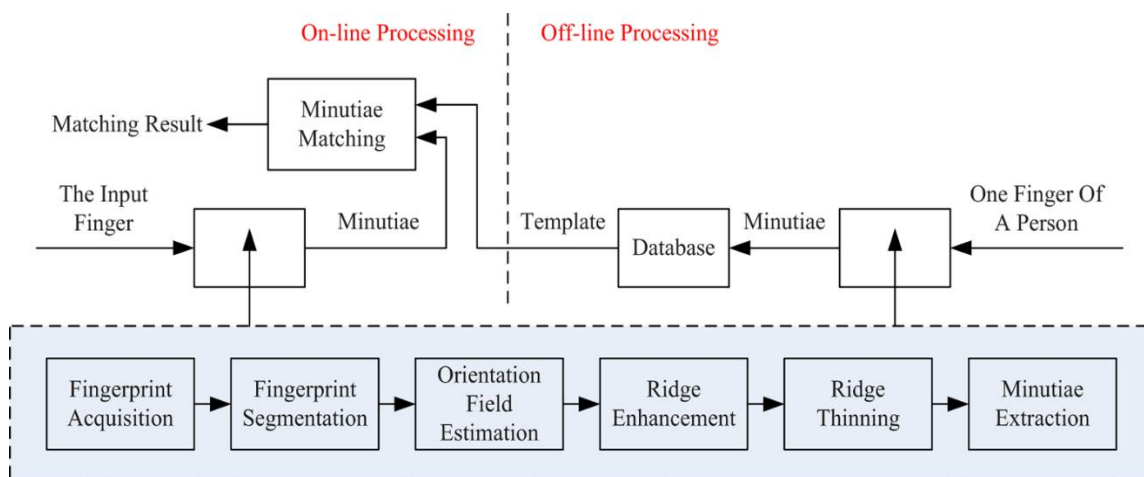 On-line Processing
Off-line Processing
Minutiae
Matching
Matching Result
The Input
Finger
Minutiae
Template
Database
Minutiae
One Finger Of
A Person
Fingerprint
Acquisition
Fingerprint
Segmentation
Orientation
Field
Estimation
Ridge
Enhancement
Ridge
Thinning
Minutiae
Extraction